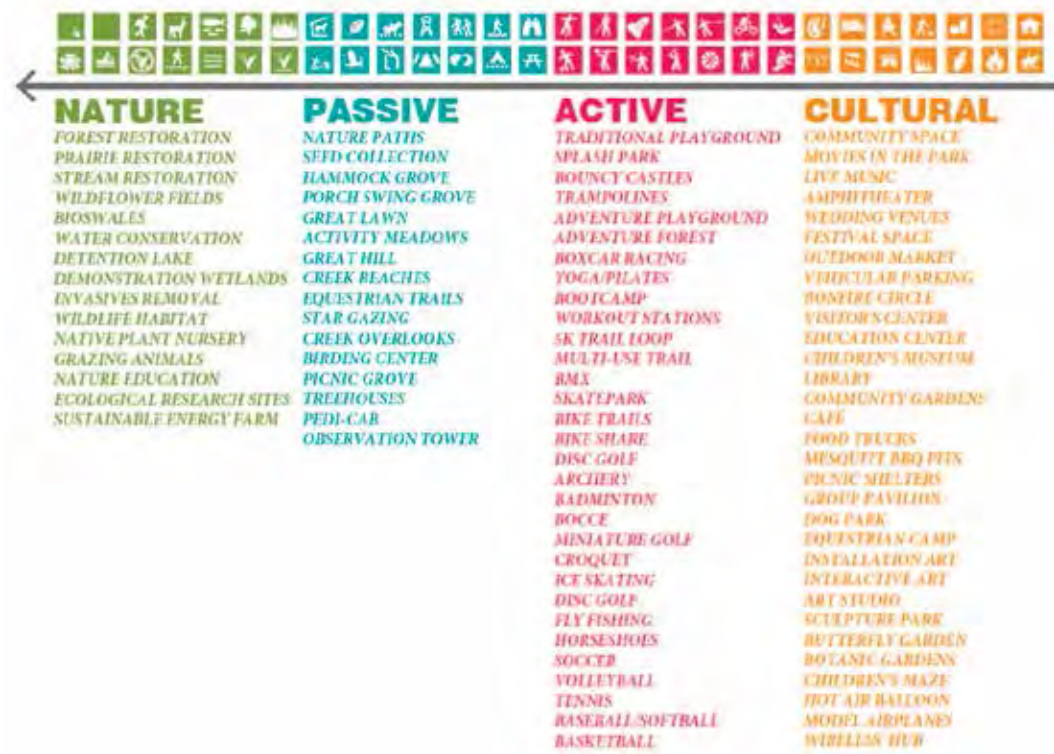 NATURE
FOREST RESTORATION
PRAIRIE RESTORATION
STREAM RESTORATION
WILDFLOWER FIELDS
BIOSWALES
WATER CONSERVATION
DETENTION LAKE
DEMONSTRATION WETLANDS
INVASIVES REMOVAL
WILDLIFE HABITAT
NATIVE PLANT NURSERY
GRAZING ANIMALS
NATURE EDUCATION
ECOLOGICAL RESEARCH SITES
SUSTAINABLE ENERGY FARM
PASSIVE
NATURE PATHS
SEED COLLECTION
HAMMOCK GROVE
PORCH SWING GROVE
GREAT LAWN
ACTIVITY MEADOWS
GREAT HILL
CREEK BEACHES
EQUESTRIAN TRAILS
STAR GAZING
CREEK OVERLOOKS
BIRDING CENTER
PICNIC GROVE
TREEHOUSES
PEDI-CAB
OBSERVATION TOWER
ACTIVE
TRADITIONAL PLAYGROUND
SPLASH PARK
BOUNCY CASTLES
TRAMPOLINES
ADVENTURE PLAYGROUND
ADVENTURE FOREST
BOXCAR RACING
YOGA/PILATES
BOOTCAMP
WORKOUT STATIONS
5K TRAIL LOOP
MULTI-USE TRAIL
BMX
SKATEPARK
BIKE TRAILS
BIKE SHARE
DISC GOLF
ARCHERY
BADMINTON
BOCCE
MINIATURE GOLF
CROQUET
ICE SKATING
DISC GOLF
FLY FISHING
HORSESHOES
SOCCER
VOLLEYBALL
TENNIS
BASEBALL/SOFTBALL
BASKETBALL
CULTURAL
COMMUNITY SPACE
MOVIES IN THE PARK
LIVE MUSIC
AMPHITHEATER
WEDDING VENUES
FESTIVAL SPACE
OUTDOOR MARKET
VEHICULAR PARKING
BONFIRE CIRCLE
VISITOR'S CENTER
EDUCATION CENTER
CHILDREN'S MUSEUM
LIBRARY
COMMUNITY GARDENS
CAFE
FOOD TRUCKS
MESQUITE BBQ PITS
PICNIC SHELTERS
GROUP PAVILION
DOG PARK
EQUESTRIAN CAMP
INSTALLATION ART
INTERACTIVE ART
ART STUDIO
SCULPTURE PARK
BUTTERFLY GARDEN
BOTANIC GARDENS
CHILDREN'S MAZE
HOT AIR BALLOON
MODEL AIRPLANES
WIRELESS HUB